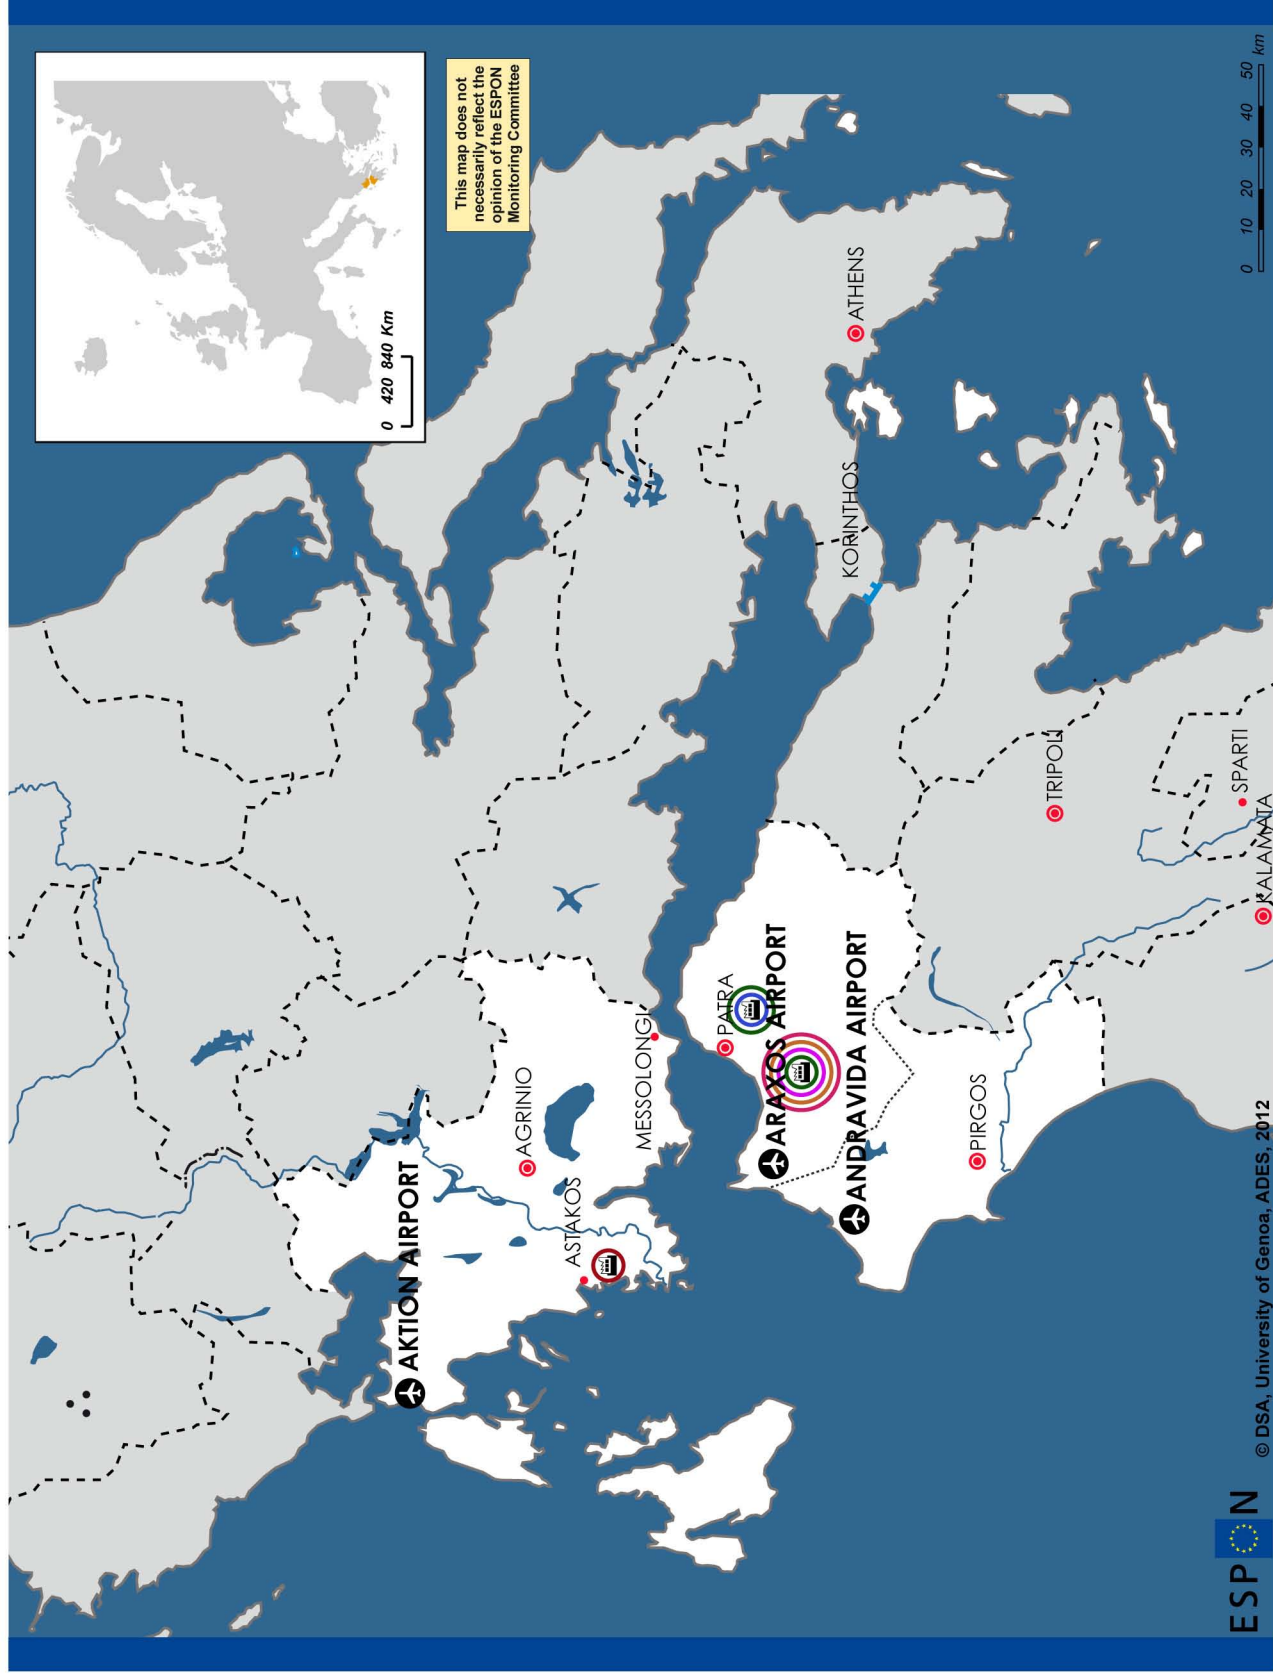 0 420 840 Km
This map does not
necessarily reflect the
opinion of the ESPON
Monitoring Committee
AKTION AIRPORT
AGRINIO
ASTAKOS
MESSOLONGI
PATRA
ARAXOS AIRPORT
ANDRAVIDA AIRPORT
PIRGOS
KORINTHOS
ATHENS
TRIPOLI
SPARTI
KALAMATA
ESP N
© DSA, University of Genoa, ADES, 2012
0 10 20 30 40 50 km